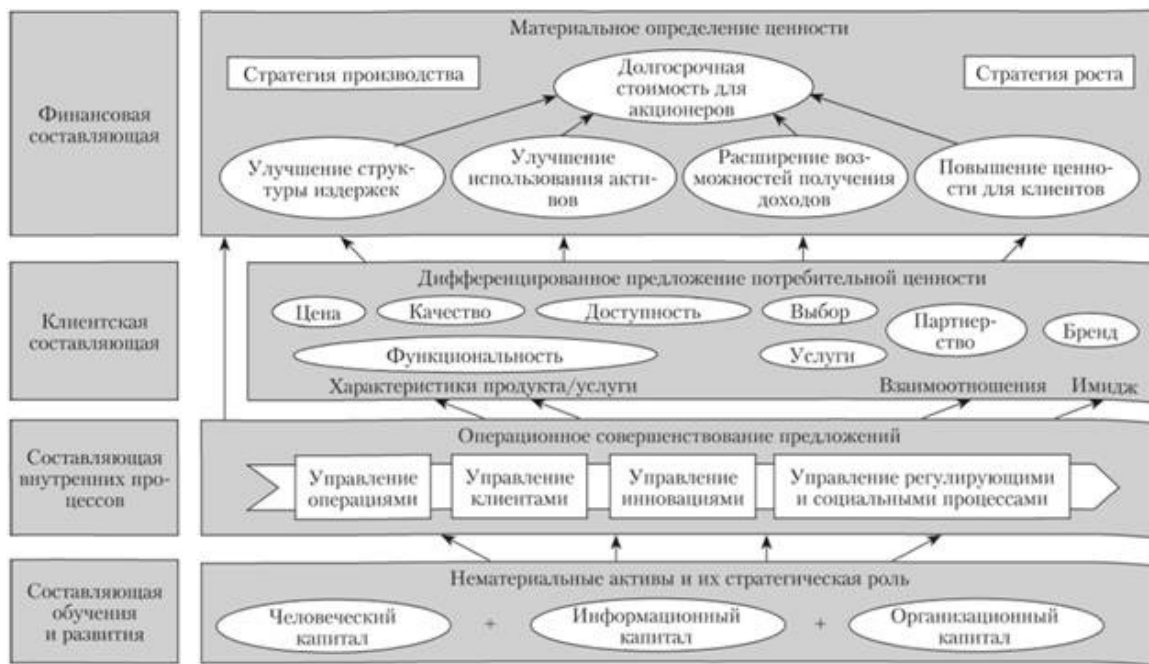 Финансовая
составляющая
Материальное определение ценности
Стратегия производства
Долгосрочная
стоимость для
акционеров
Стратегия роста
Улучшение струк-
туры издержек
Улучшение
использования акти-
вов
Расширение воз-
можностей получения
доходов
Повышение ценно-
сти для клиентов
Клиентская
составляющая
Дифференцированное предложение потребительной ценности
Цена
Качество
Доступность
Выбор
Партнер-
ство
Бренд
Функциональность
Услуги
Характеристики продукта/услуги
Взаимоотношения
Имидж
Составляющая
внутренних про-
цессов
Операционное совершенствование предложений
Управление
операциями
Управление
клиентами
Управление
инновациями
Управление регулирующими
и социальными процессами
Составляющая
обучения
и развития
Нематериальные активы и их стратегическая роль
Человеческий
капитал
+
Информационный
капитал
+
Организационный
капитал